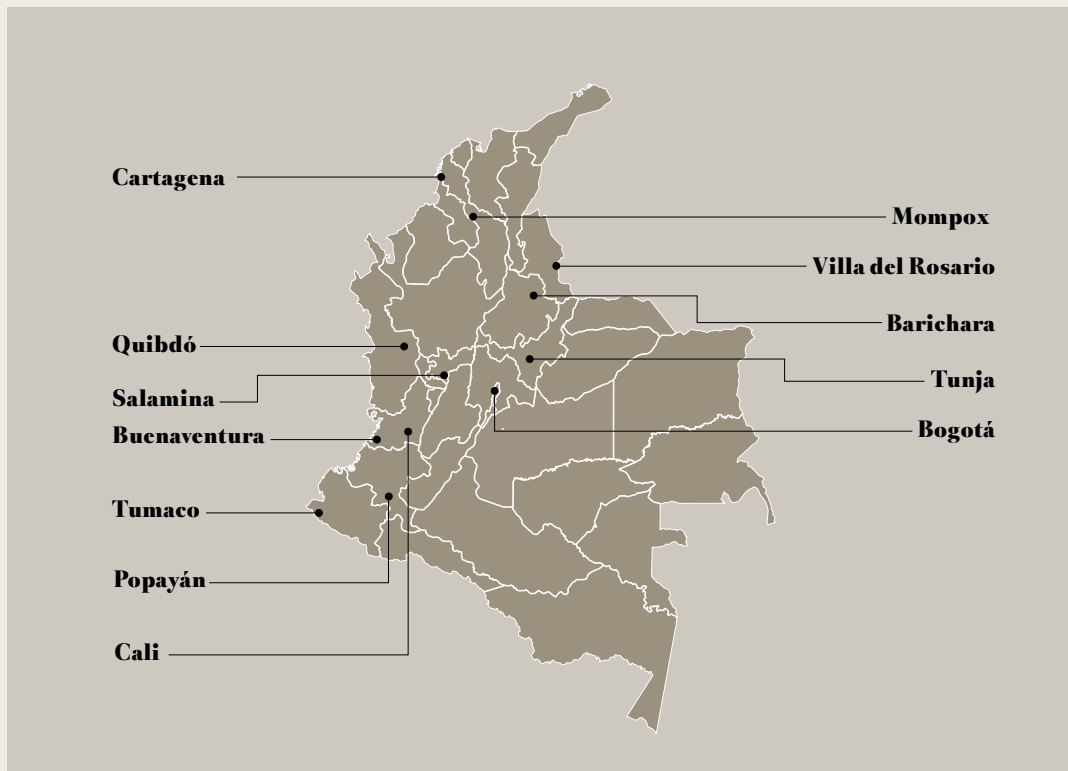 Cartagena
Mompox
Villa del Rosario
Barichara
Quibdó
Tunja
Salamina
Bogotá
Buenaventura
Tumaco
Popayán
Cali